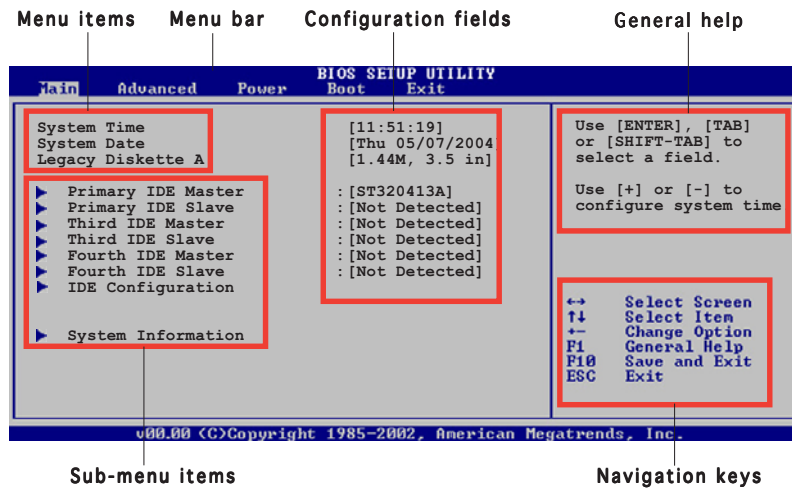 Menu items Menu bar Configuration fields General help
BIOS SETUP UTILITY
Main Advanced Power Boot Exit
System Time [11:51:19]
System Date [Thu 05/07/2004]
Legacy Diskette A [1.44M, 3.5 in]
Primary IDE Master :[ST320413A]
Primary IDE Slave :[Not Detected]
Third IDE Master :[Not Detected]
Third IDE Slave :[Not Detected]
Fourth IDE Master :[Not Detected]
Fourth IDE Slave :[Not Detected]
IDE Configuration
System Information
Use [ENTER], [TAB]
or [SHIFT-TAB] to
select a field.
Use [+] or [-] to
configure system time
↔ Select Screen
↑↓ Select Item
+- Change Option
F1 General Help
F10 Save and Exit
ESC Exit
v00.00 (C)Copyright 1985-2002, American Megatrends, Inc.
Sub-menu items Navigation keys